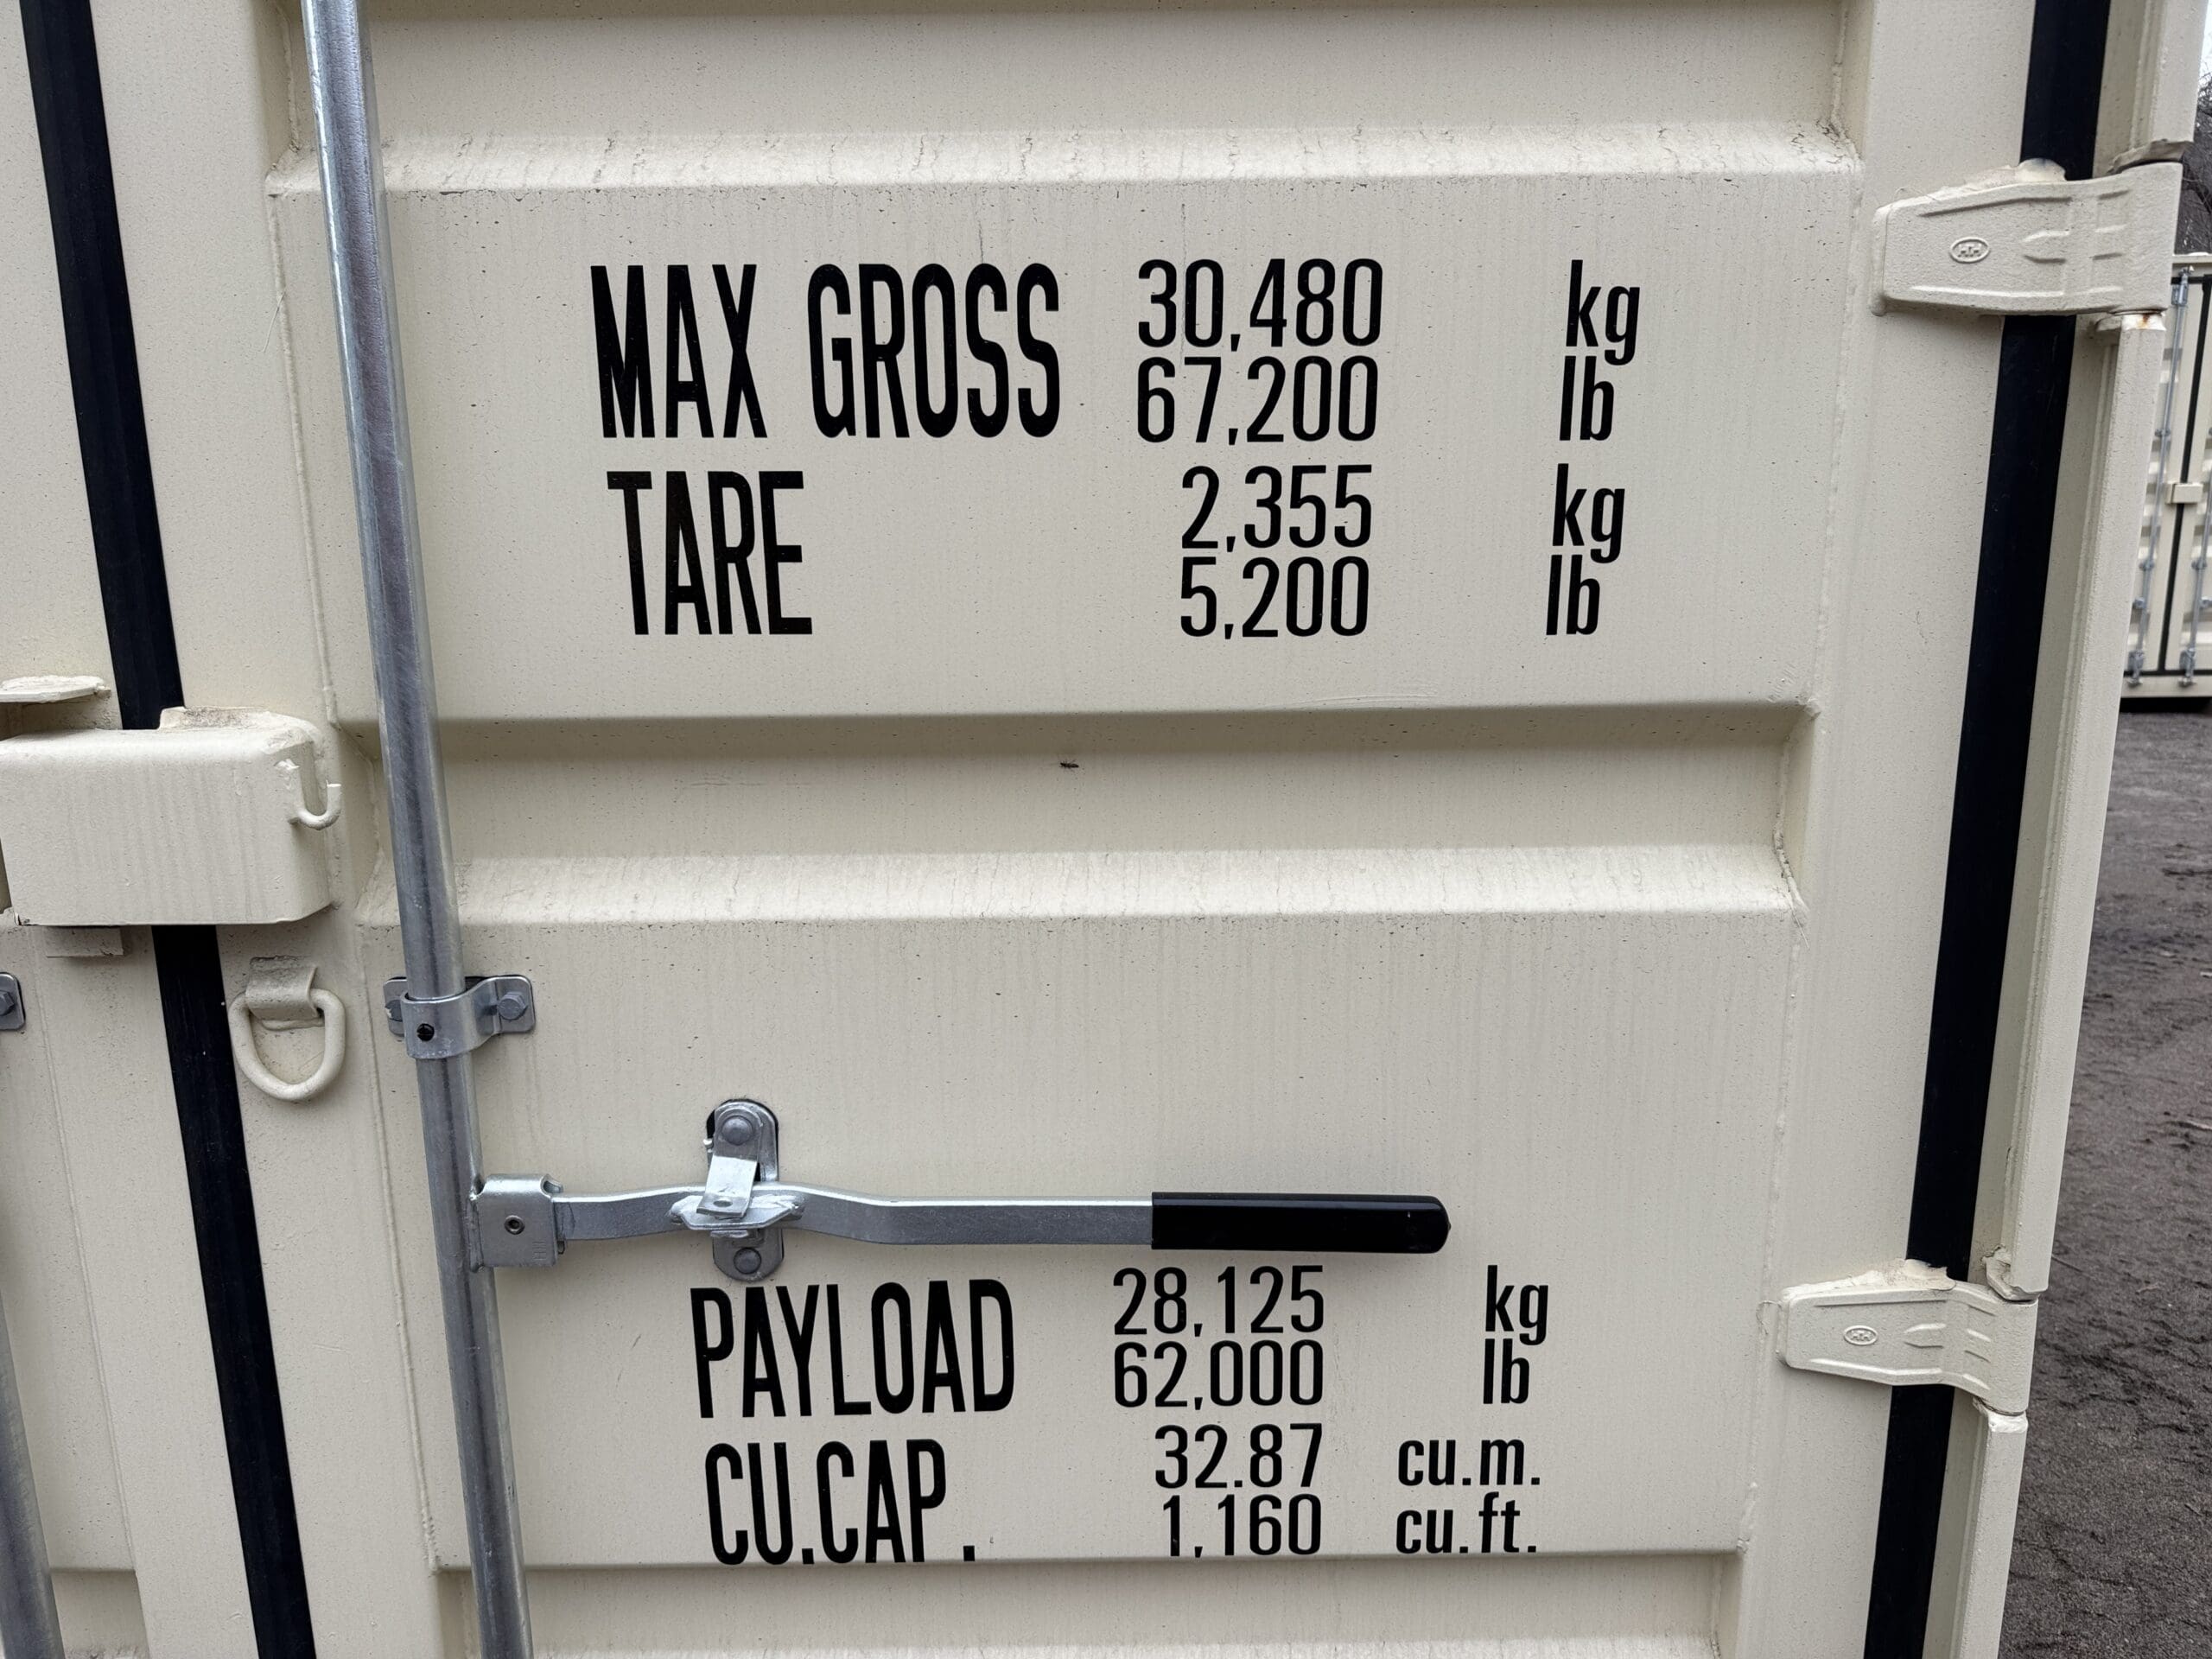 MAX GROSS 30,480 kg
67,200 lb
TARE 2,355 kg
5,200 lb
PAYLOAD 28,125 kg
62,000 lb
CU.CAP. 32.87 cu.m.
1,160 cu.ft.